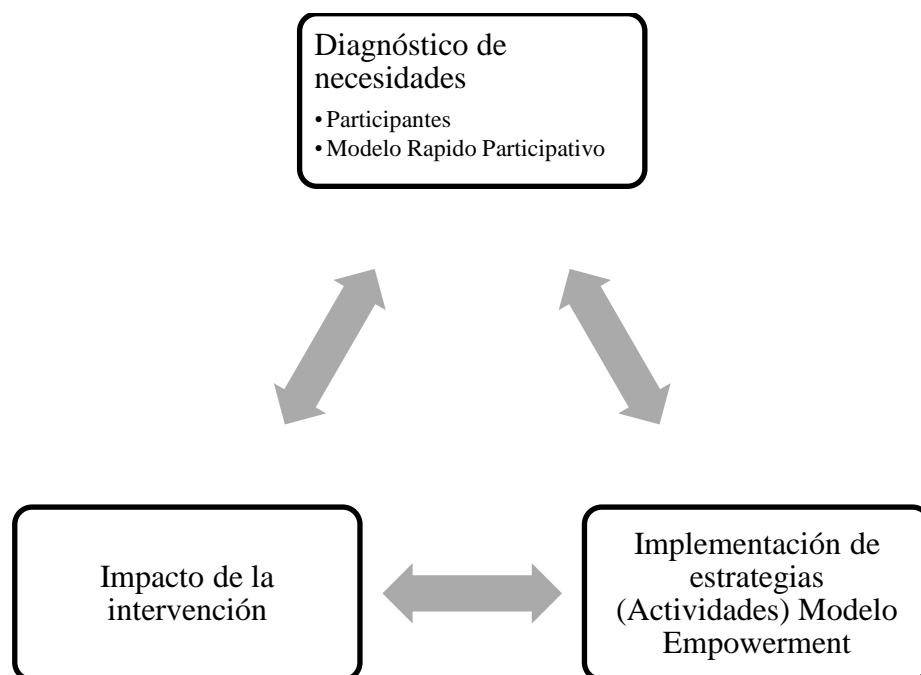 Diagnóstico de
necesidades
• Participantes
• Modelo Rapido Participativo
Impacto de la
intervención
Implementación de
estrategias
(Actividades) Modelo
Empowerment